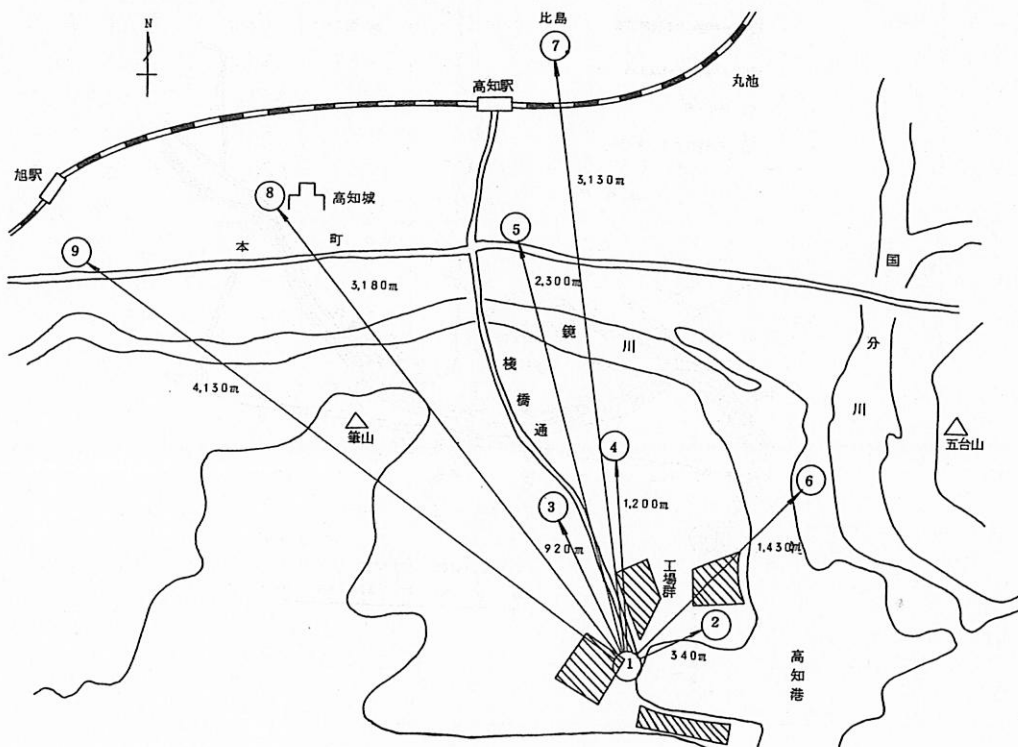 N
比島
⑦
高知駅
丸池
旭駅
3,130m
⑧
高知城
⑤
⑨
本町
国分川
3,180m
2,300m
鏡川
桟橋通
4,130m
筆山
五台山
④
⑥
③
1,200m
920m
1,430m
工場群
②
①
340m
高知港